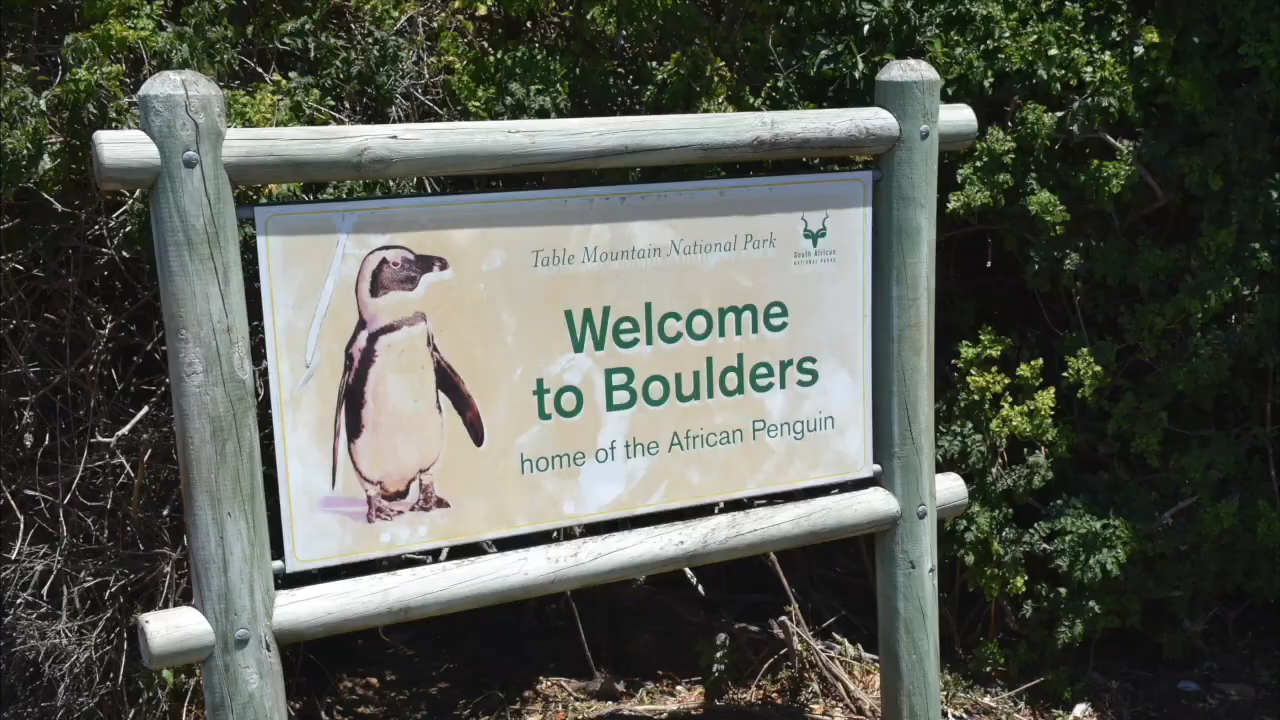 Table Mountain National Park
South African
NATIONAL PARKS
Welcome
to Boulders
home of the African Penguin